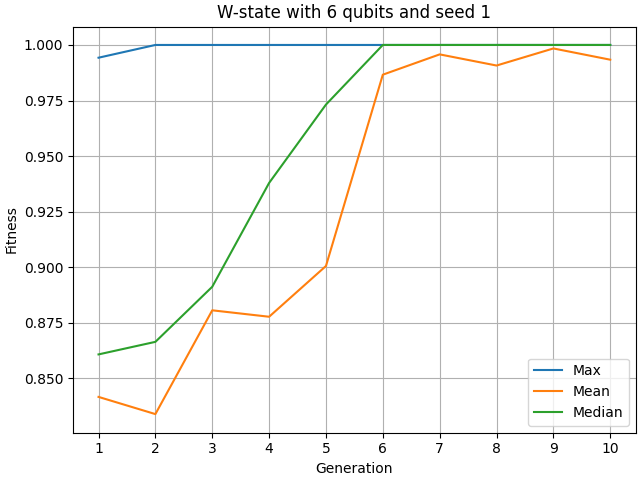 W-state with 6 qubits and seed 1
Fitness
1.000
0.975
0.950
0.925
0.900
0.875
0.850
1 2 3 4 5 6 7 8 9 10
Generation
Max
Mean
Median